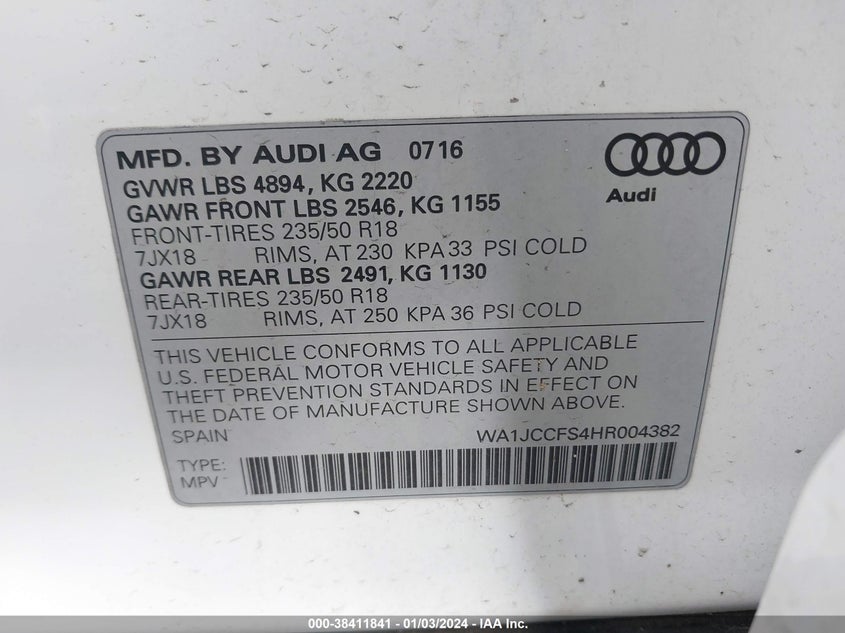 MFD. BY AUDI AG 0716
Audi
GVWR LBS 4894, KG 2220
GAWR FRONT LBS 2546, KG 1155
FRONT-TIRES 235/50 R18
7JX18 RIMS, AT 230 KPA 33 PSI COLD
GAWR REAR LBS 2491, KG 1130
REAR-TIRES 235/50 R18
7JX18 RIMS, AT 250 KPA 36 PSI COLD
THIS VEHICLE CONFORMS TO ALL APPLICABLE
U.S. FEDERAL MOTOR VEHICLE SAFETY AND
THEFT PREVENTION STANDARDS IN EFFECT ON
THE DATE OF MANUFACTURE SHOWN ABOVE.
SPAIN WA1JCCFS4HR004382
TYPE:
MPV
000-38411841 - 01/03/2024 - IAA Inc.